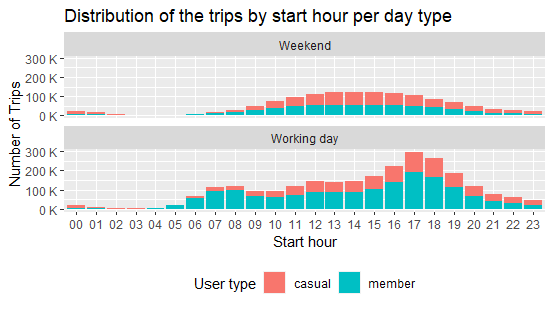 Distribution of the trips by start hour per day type
Number of Trips
Weekend
300 K
200 K
100 K
0 K
Working day
300 K
200 K
100 K
0 K
00 01 02 03 04 05 06 07 08 09 10 11 12 13 14 15 16 17 18 19 20 21 22 23
Start hour
User type casual member